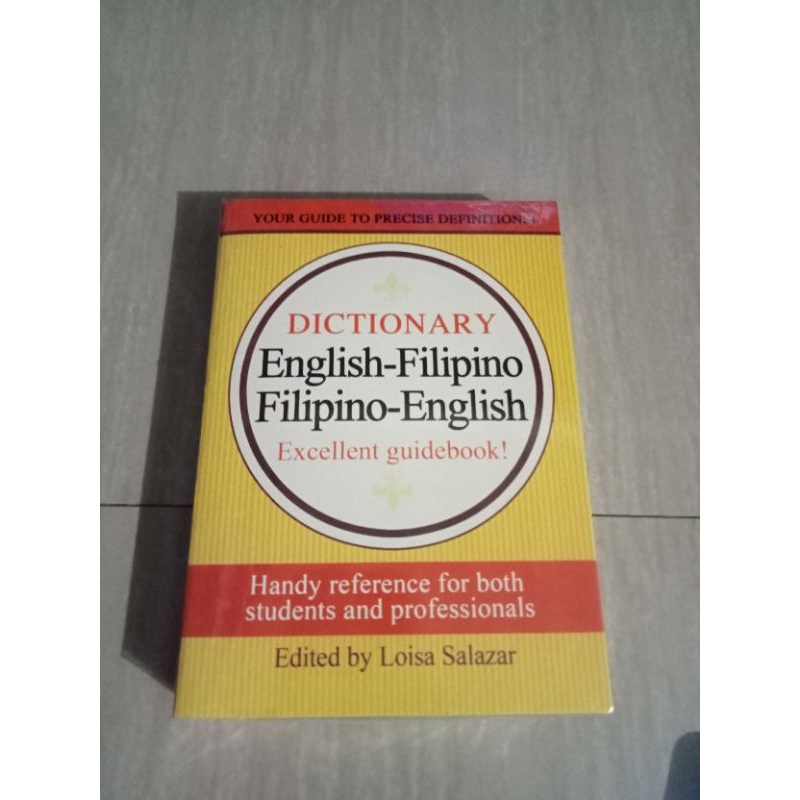 YOUR GUIDE TO PRECISE DEFINITIONS!
DICTIONARY
English-Filipino
Filipino-English
Excellent guidebook!
Handy reference for both
students and professionals
Edited by Loisa Salazar